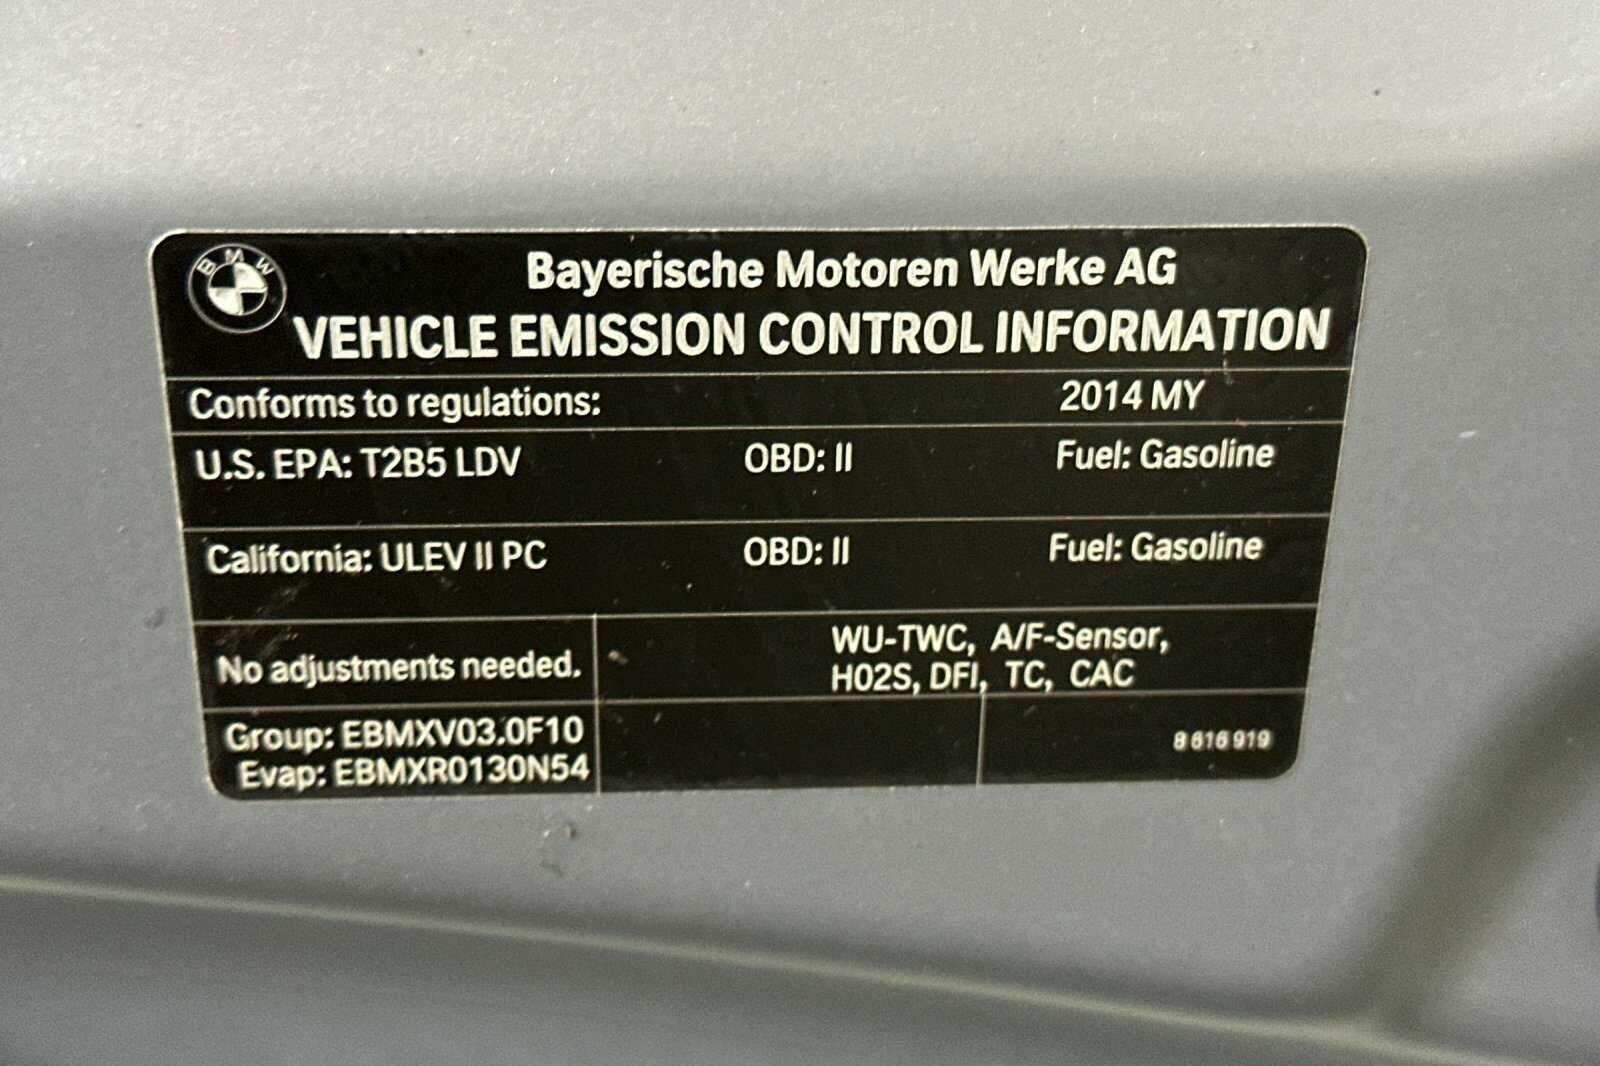 BMW
Bayerische Motoren Werke AG
VEHICLE EMISSION CONTROL INFORMATION
Conforms to regulations: 2014 MY
U.S. EPA: T2B5 LDV OBD: II Fuel: Gasoline
California: ULEV II PC OBD: II Fuel: Gasoline
No adjustments needed.
WU-TWC, A/F-Sensor,
H02S, DFI, TC, CAC
Group: EBMXV03.0F10
Evap: EBMXR0130N54
8 616 919